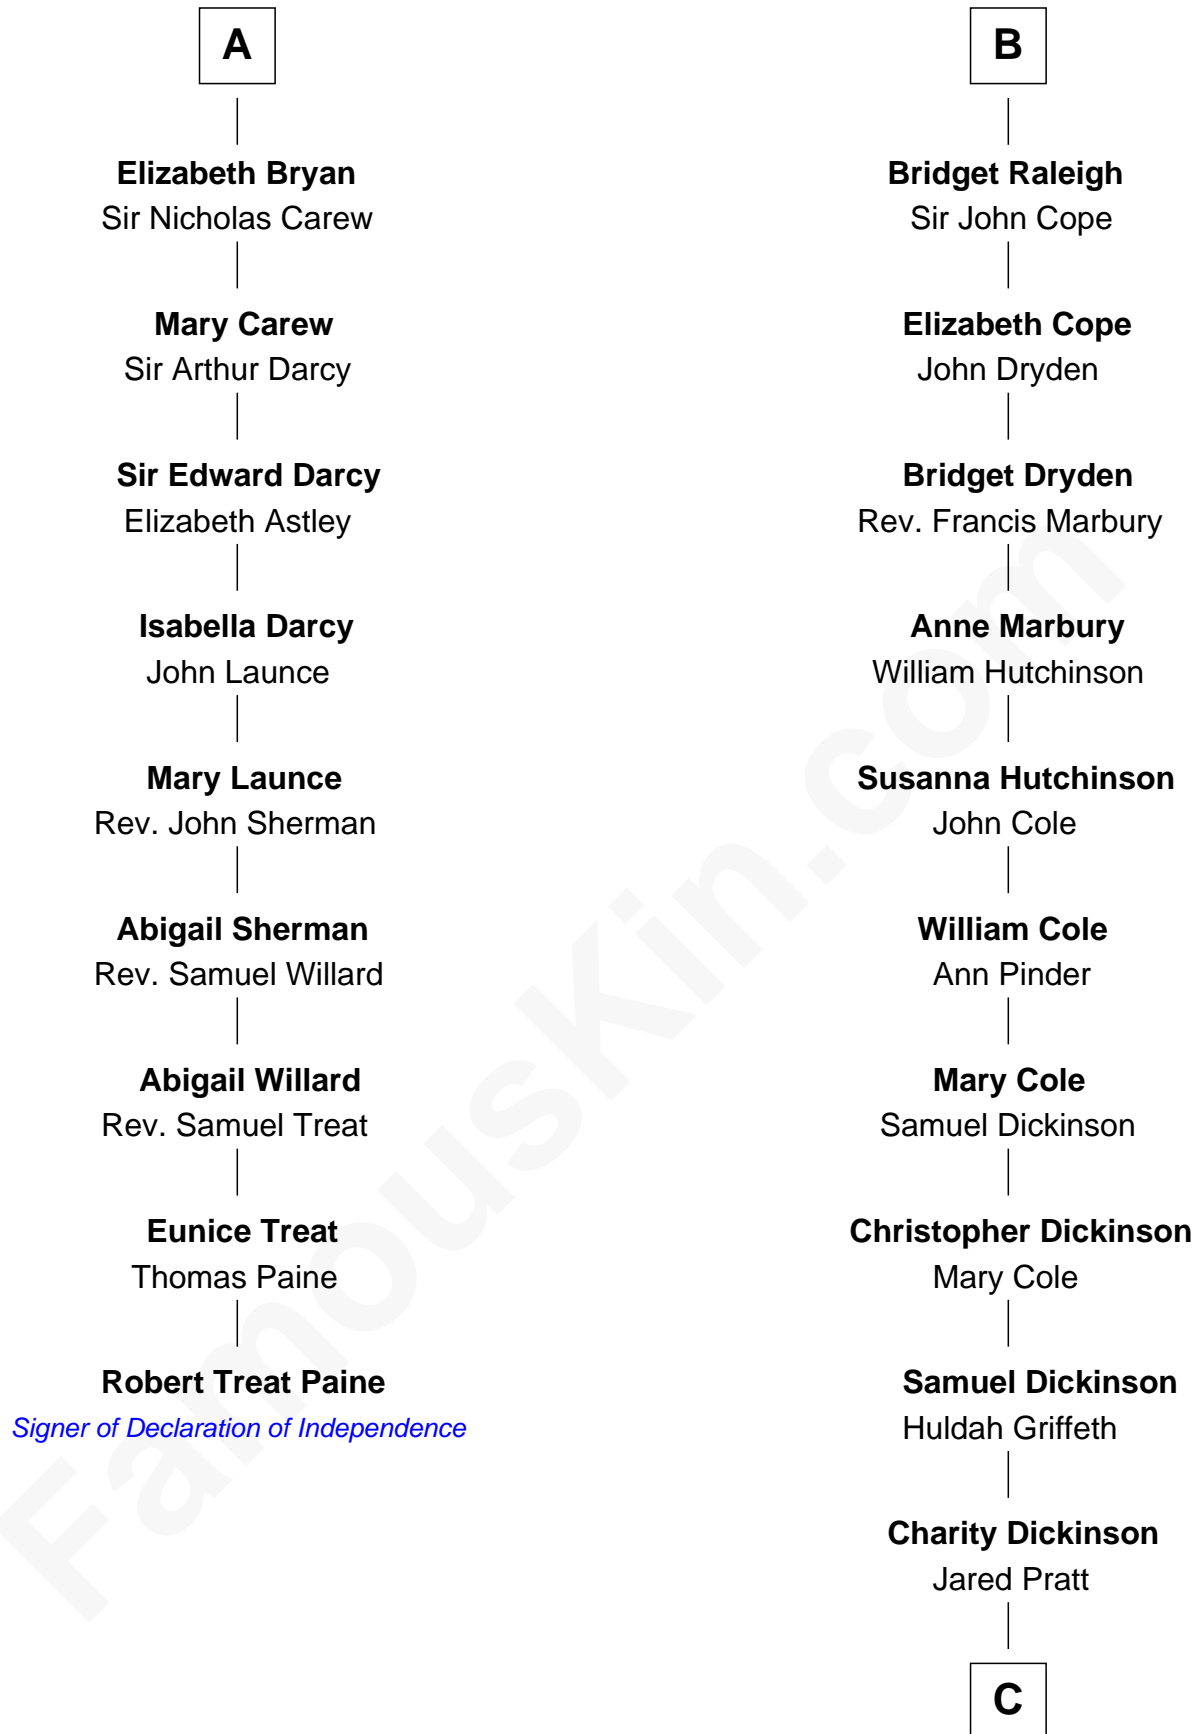 A
Elizabeth Bryan
Sir Nicholas Carew
Mary Carew
Sir Arthur Darcy
Sir Edward Darcy
Elizabeth Astley
Isabella Darcy
John Launce
Mary Launce
Rev. John Sherman
Abigail Sherman
Rev. Samuel Willard
Abigail Willard
Rev. Samuel Treat
Eunice Treat
Thomas Paine
Robert Treat Paine
Signer of Declaration of Independence
B
Bridget Raleigh
Sir John Cope
Elizabeth Cope
John Dryden
Bridget Dryden
Rev. Francis Marbury
Anne Marbury
William Hutchinson
Susanna Hutchinson
John Cole
William Cole
Ann Pinder
Mary Cole
Samuel Dickinson
Christopher Dickinson
Mary Cole
Samuel Dickinson
Huldah Griffeth
Charity Dickinson
Jared Pratt
C
FamousKin.com